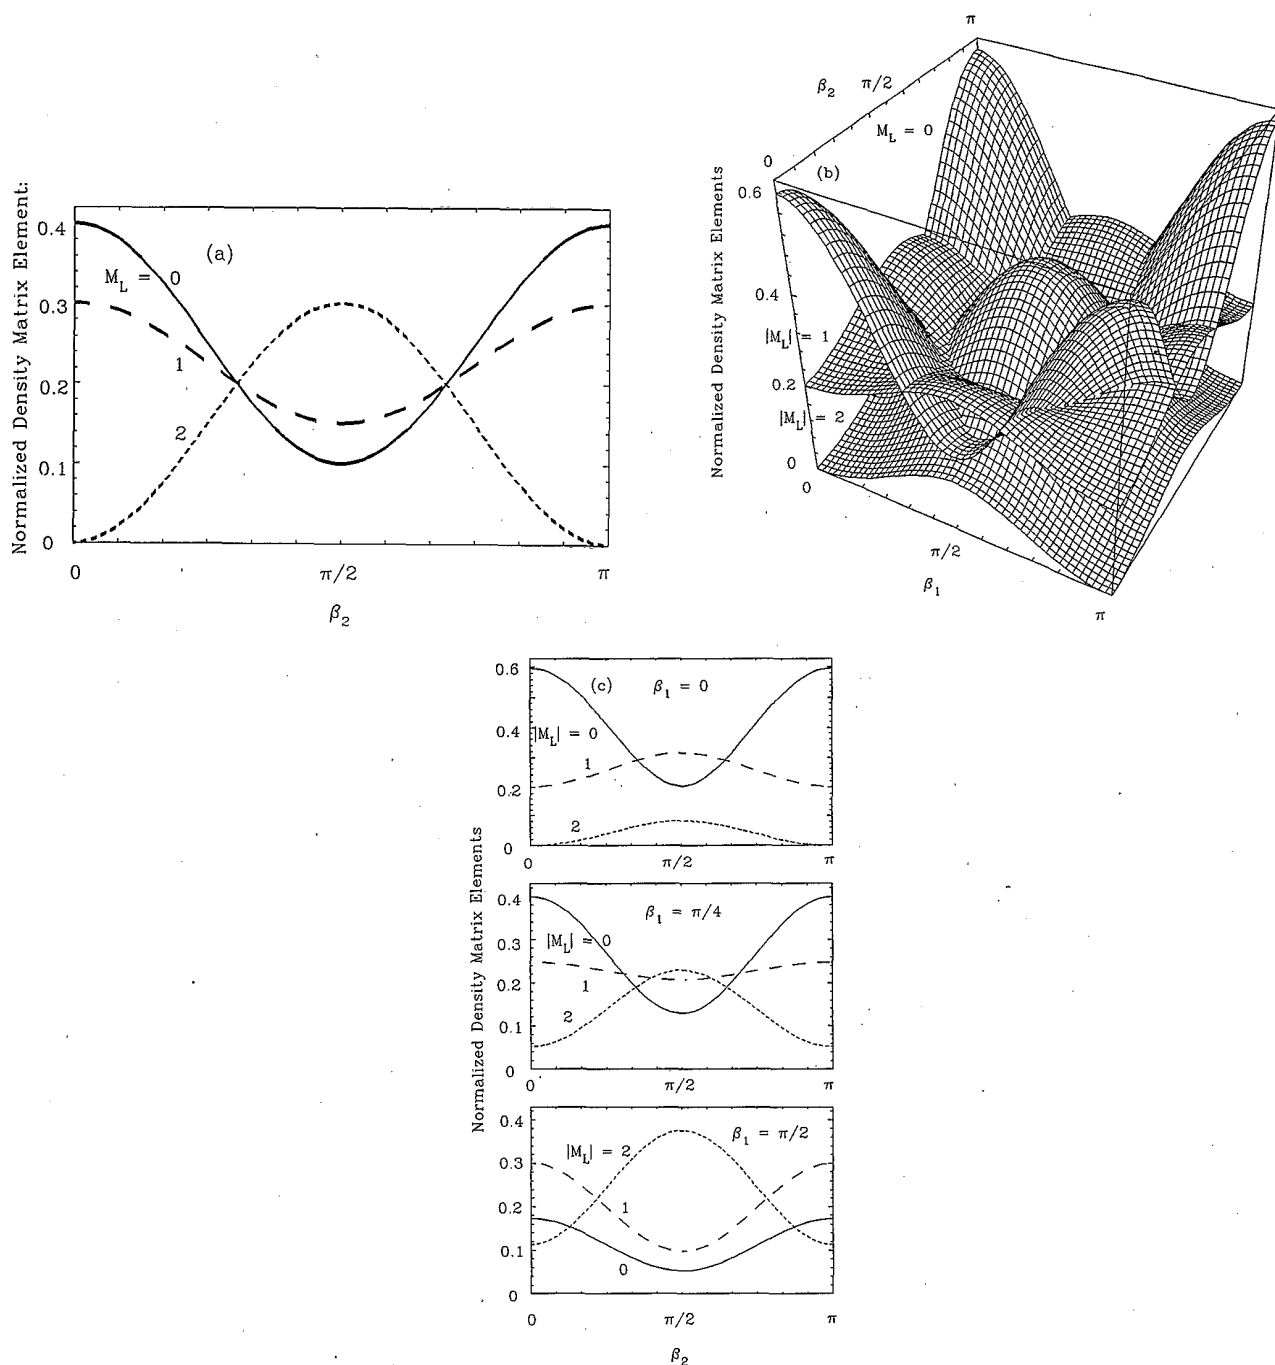 Normalized Density Matrix Element:
0.4
0.3
0.2
0.1
0
(a)
M_L = 0
1
2
0 π/2 π
β_2
π
β_2 π/2
M_L = 0
0
(b)
Normalized Density Matrix Elements
0.6
0.4
|M_L| = 1
0.2
|M_L| = 2
0
0
π/2
β_1
π
Normalized Density Matrix Elements
0.6
(c) β_1 = 0
|M_L| = 0
0.4
1
0.2
2
0
0 π/2 π
0.4
β_1 = π/4
|M_L| = 0
0.3
1
0.2
2
0.1
0
0 π/2 π
0.4
β_1 = π/2
|M_L| = 2
0.3
1
0.2
0.1
0
0
0 π/2 π
β_2